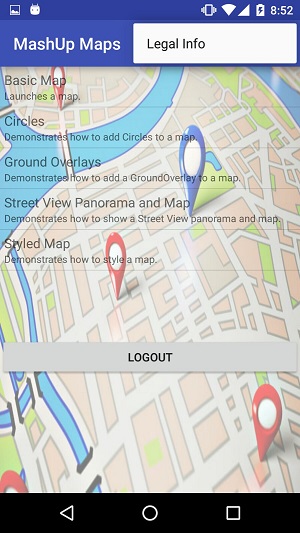 8:52
MashUp Maps
Legal Info
Basic Map
Launches a map.
Circles
Demonstrates how to add Circles to a map.
Ground Overlays
Demonstrates how to add a GroundOverlay to a map.
Street View Panorama and Map
Demonstrates how to show a Street View panorama and map.
Styled Map
Demonstrates how to style a map.
LOGOUT